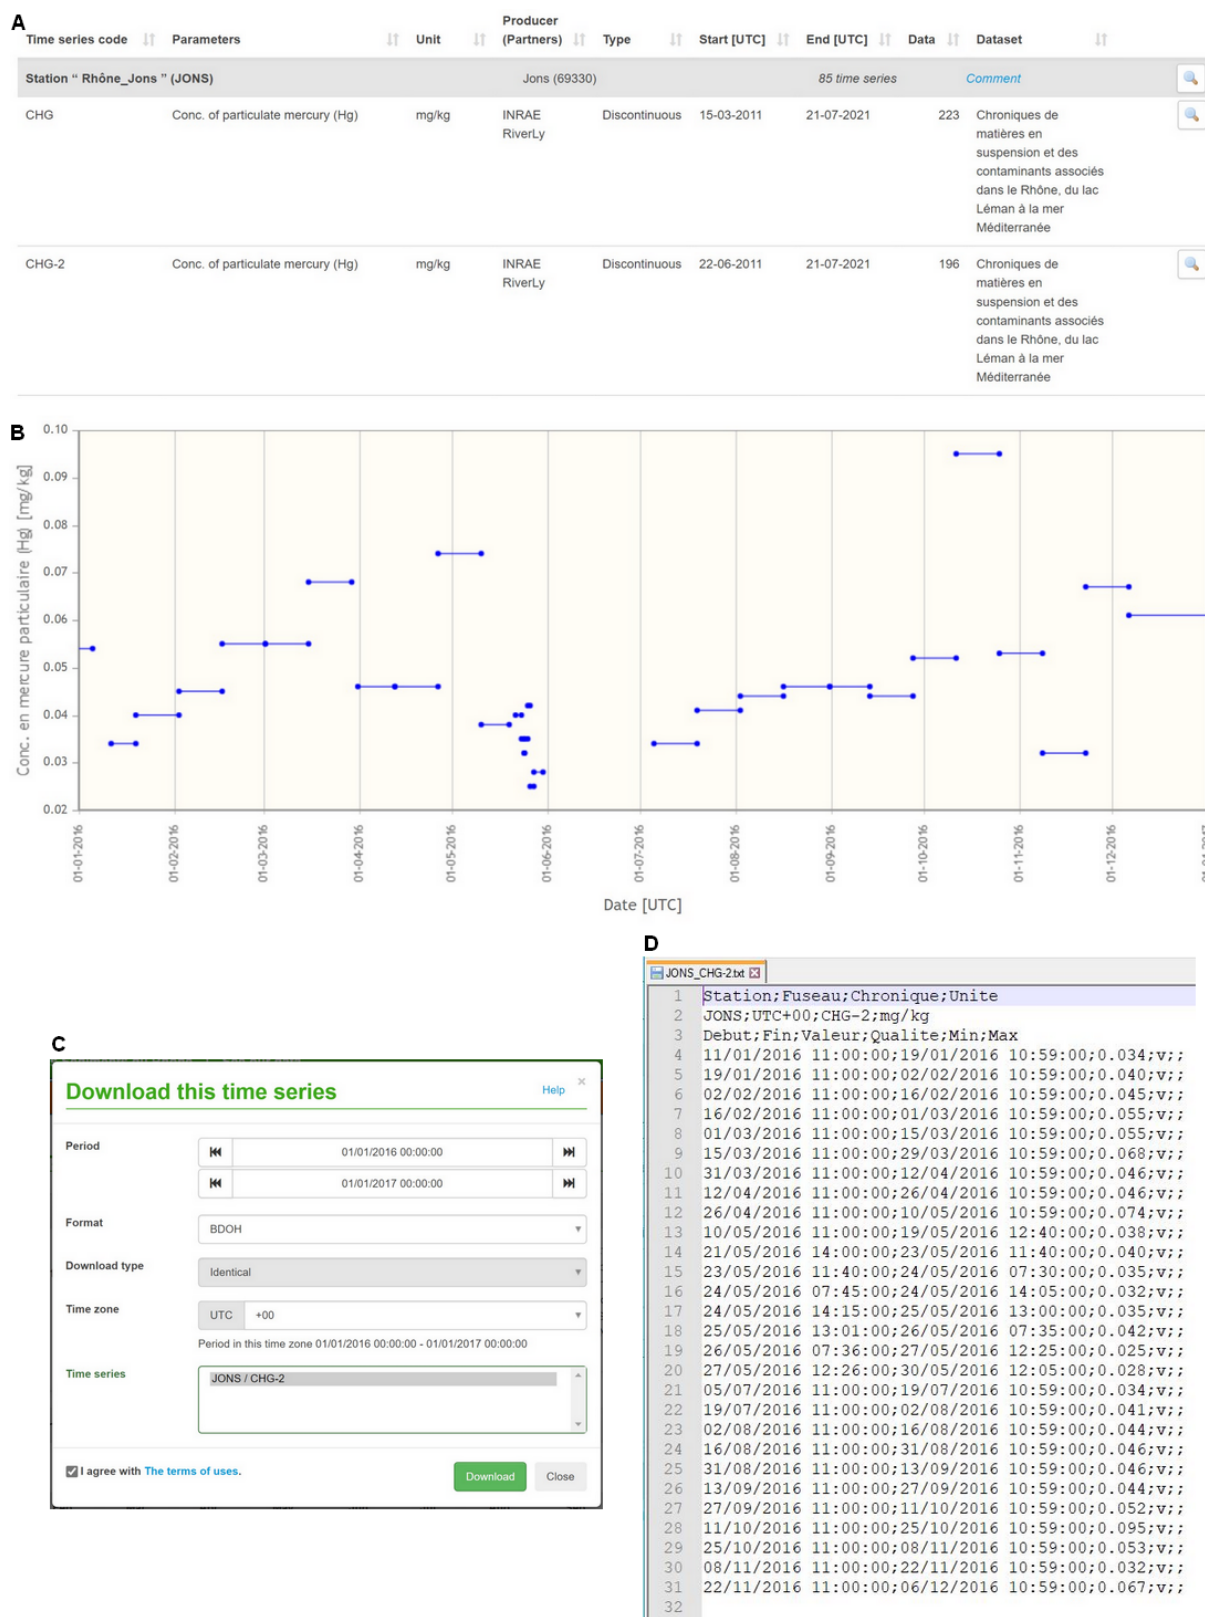 A
Time series code Parameters Unit Producer (Partners) Type Start [UTC] End [UTC] Data Dataset
Station “ Rhône_Jons ” (JONS) Jons (69330) 85 time series Comment
CHG Conc. of particulate mercury (Hg) mg/kg INRAE Discontinuous 15-03-2011 21-07-2021 223 Chroniques de
RiverLy matières en
suspension et des
contaminants associés
dans le Rhône, du lac
Léman à la mer
Méditerranée
CHG-2 Conc. of particulate mercury (Hg) mg/kg INRAE Discontinuous 22-06-2011 21-07-2021 196 Chroniques de
RiverLy matières en
suspension et des
contaminants associés
dans le Rhône, du lac
Léman à la mer
Méditerranée
B
Conc. en mercure particulaire (Hg) [mg/kg]
0.10
0.09
0.08
0.07
0.06
0.05
0.04
0.03
0.02
01-01-2016 01-02-2016 01-03-2016 01-04-2016 01-05-2016 01-06-2016 01-07-2016 01-08-2016 01-09-2016 01-10-2016 01-11-2016 01-12-2016
Date [UTC]
C
Download this time series Help ×
Period 01/01/2016 00:00:00
01/01/2017 00:00:00
Format BDOH
Download type Identical
Time zone UTC +00
Period in this time zone 01/01/2016 00:00:00 - 01/01/2017 00:00:00
Time series JONS / CHG-2
I agree with The terms of uses.
Download Close
D
JONS_CHG-2.txt
1 Station;Fuseau;Chronique;Unite
2 JONS;UTC+00;CHG-2;mg/kg
3 Debut;Fin;Valeur;Qualite;Min;Max
4 11/01/2016 11:00:00;19/01/2016 10:59:00;0.034;v;;
5 19/01/2016 11:00:00;02/02/2016 10:59:00;0.040;v;;
6 02/02/2016 11:00:00;16/02/2016 10:59:00;0.045;v;;
7 16/02/2016 11:00:00;01/03/2016 10:59:00;0.055;v;;
8 01/03/2016 11:00:00;15/03/2016 10:59:00;0.055;v;;
9 15/03/2016 11:00:00;29/03/2016 10:59:00;0.068;v;;
10 31/03/2016 11:00:00;12/04/2016 10:59:00;0.046;v;;
11 12/04/2016 11:00:00;26/04/2016 10:59:00;0.046;v;;
12 26/04/2016 11:00:00;10/05/2016 10:59:00;0.074;v;;
13 10/05/2016 11:00:00;19/05/2016 12:40:00;0.038;v;;
14 21/05/2016 14:00:00;23/05/2016 11:40:00;0.040;v;;
15 23/05/2016 11:40:00;24/05/2016 07:30:00;0.035;v;;
16 24/05/2016 07:45:00;24/05/2016 14:05:00;0.032;v;;
17 24/05/2016 14:15:00;25/05/2016 13:00:00;0.035;v;;
18 25/05/2016 13:01:00;26/05/2016 07:35:00;0.042;v;;
19 26/05/2016 07:36:00;27/05/2016 12:25:00;0.025;v;;
20 27/05/2016 12:26:00;30/05/2016 12:05:00;0.028;v;;
21 05/07/2016 11:00:00;19/07/2016 10:59:00;0.034;v;;
22 19/07/2016 11:00:00;02/08/2016 10:59:00;0.041;v;;
23 02/08/2016 11:00:00;16/08/2016 10:59:00;0.044;v;;
24 16/08/2016 11:00:00;31/08/2016 10:59:00;0.046;v;;
25 31/08/2016 11:00:00;13/09/2016 10:59:00;0.046;v;;
26 13/09/2016 11:00:00;27/09/2016 10:59:00;0.044;v;;
27 27/09/2016 11:00:00;11/10/2016 10:59:00;0.052;v;;
28 11/10/2016 11:00:00;25/10/2016 10:59:00;0.095;v;;
29 25/10/2016 11:00:00;08/11/2016 10:59:00;0.053;v;;
30 08/11/2016 11:00:00;22/11/2016 10:59:00;0.032;v;;
31 22/11/2016 11:00:00;06/12/2016 10:59:00;0.067;v;;
32